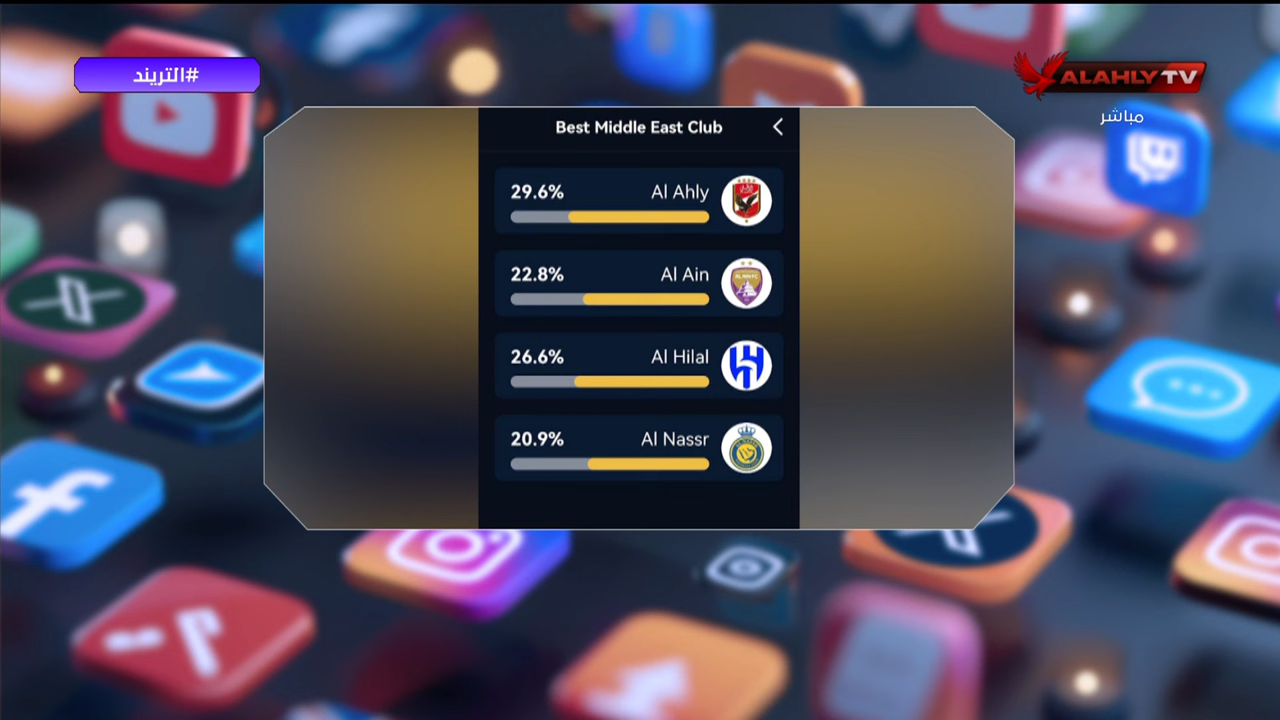 #التريند
ALAHLY TV
مباشر
Best Middle East Club
29.6% Al Ahly
22.8% Al Ain
26.6% Al Hilal
20.9% Al Nassr